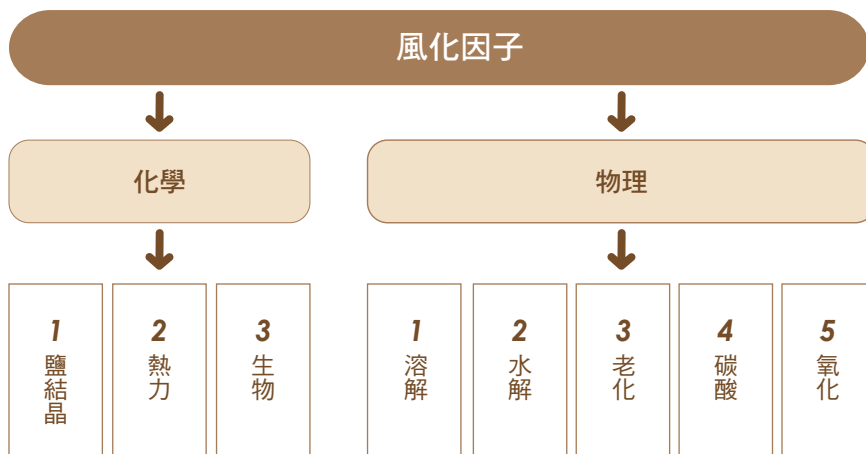 風化因子
化學
物理
1
鹽結晶
2
熱力
3
生物
1
溶解
2
水解
3
老化
4
碳酸
5
氧化